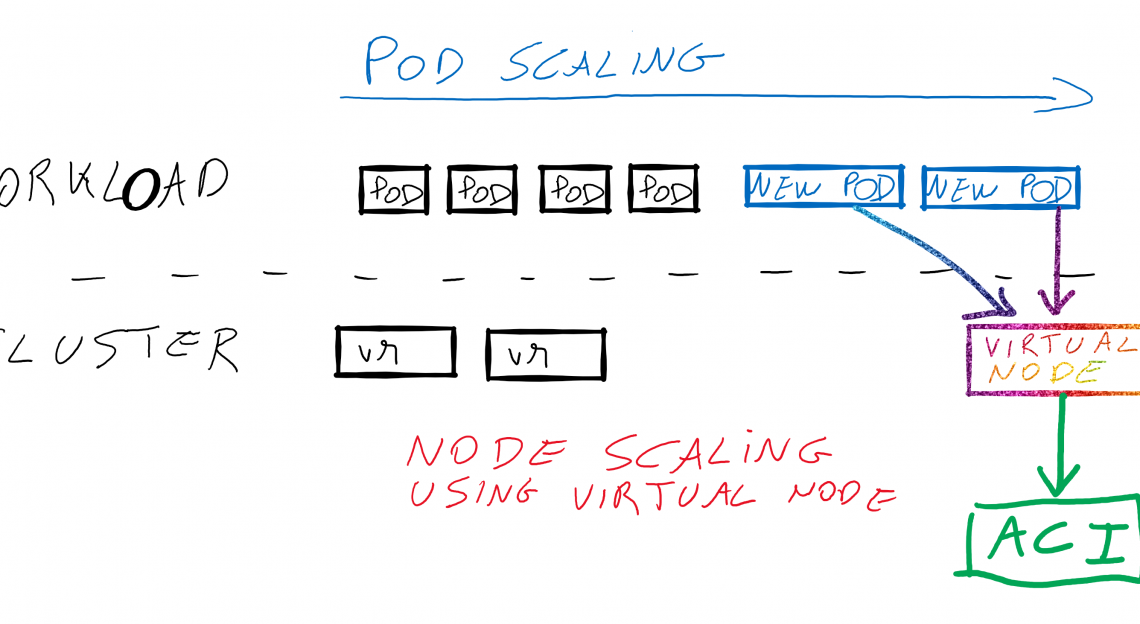 POD SCALING
ORKLOAD
POD POD POD POD NEW POD NEW POD
LUSTER
VM VM
VIRTUAL
NODE
NODE SCALING
USING VIRTUAL NODE
ACI